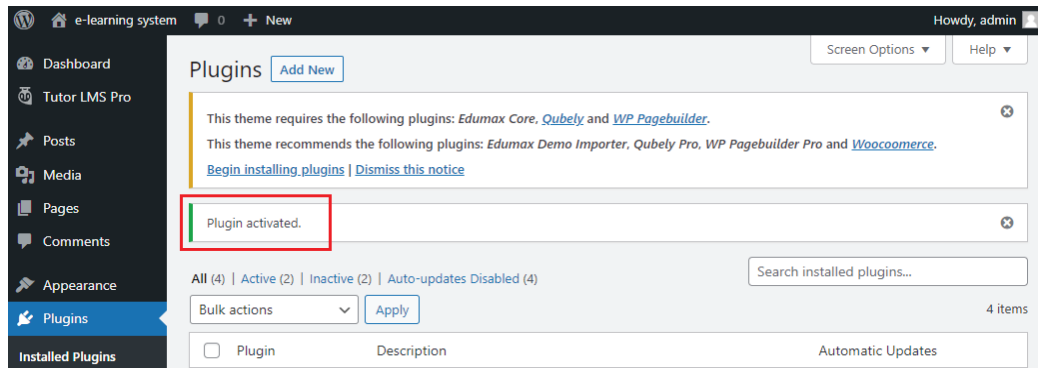 e-learning system 0 + New Howdy, admin
Dashboard
Tutor LMS Pro
Posts
Media
Pages
Comments
Appearance
Plugins
Installed Plugins
Screen Options ▼ Help ▼
Plugins Add New
This theme requires the following plugins: Edumax Core, Qubely and WP Pagebuilder.
This theme recommends the following plugins: Edumax Demo Importer, Qubely Pro, WP Pagebuilder Pro and Woocoomerce.
Begin installing plugins | Dismiss this notice
Plugin activated.
All (4) | Active (2) | Inactive (2) | Auto-updates Disabled (4)
Search installed plugins...
Bulk actions Apply 4 items
Plugin Description Automatic Updates